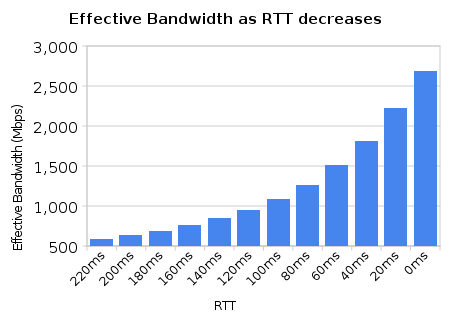 Effective Bandwidth as RTT decreases
Effective Bandwidth (Mbps)
3,000
2,500
2,000
1,500
1,000
500
220ms
200ms
180ms
160ms
140ms
120ms
100ms
80ms
60ms
40ms
20ms
0ms
RTT